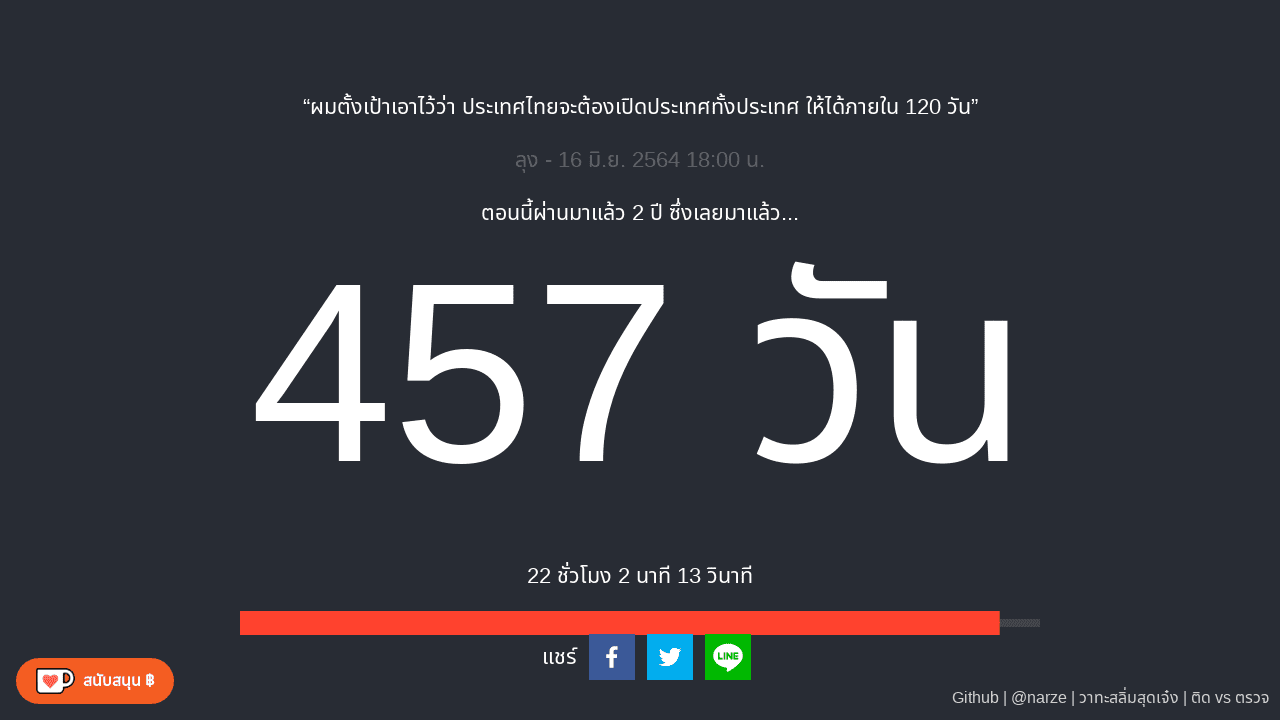 “ผมตั้งเป้าเอาไว้ว่า ประเทศไทยจะต้องเปิดประเทศทั้งประเทศ ให้ได้ภายใน 120 วัน”
ลุง - 16 มิ.ย. 2564 18:00 น.
ตอนนี้ผ่านมาแล้ว 2 ปี ซึ่งเลยมาแล้ว...
457 วัน
22 ชั่วโมง 2 นาที 13 วินาที
แชร์
LINE
สนับสนุน ฿
Github | @narze | วาทะสลิ่มสุดเจ๋ง | ติด vs ตรวจ